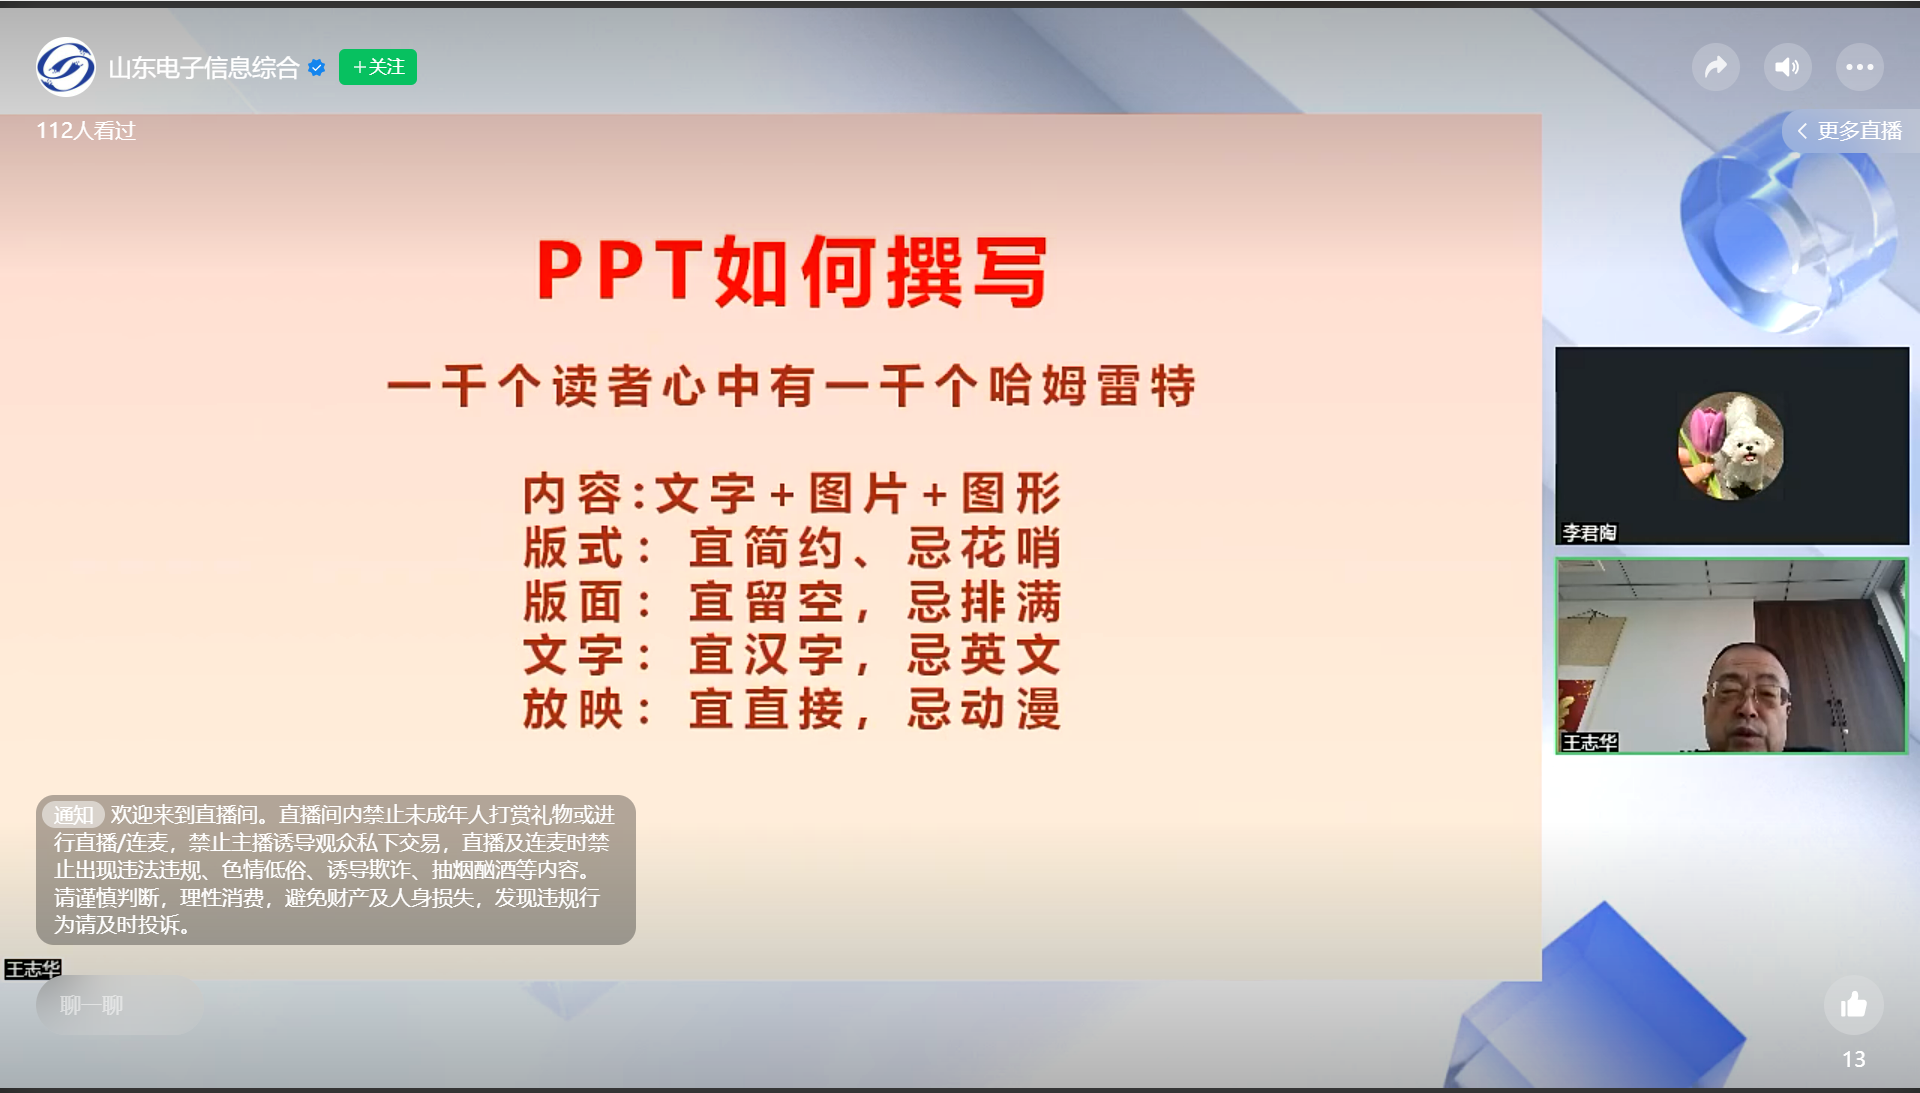 山东电子信息综合
+关注
112人看过
更多直播
PPT如何撰写
一千个读者心中有一千个哈姆雷特
内容:文字+图片+图形
版式：宜简约、忌花哨
版面：宜留空，忌排满
文字：宜汉字，忌英文
放映：宜直接，忌动漫
李君陶
王志华
通知 欢迎来到直播间。直播间内禁止未成年人打赏礼物或进
行直播/连麦，禁止主播诱导观众私下交易，直播及连麦时禁
止出现违法违规、色情低俗、诱导欺诈、抽烟酗酒等内容。
请谨慎判断，理性消费，避免财产及人身损失，发现违规行
为请及时投诉。
王志华
聊一聊
13